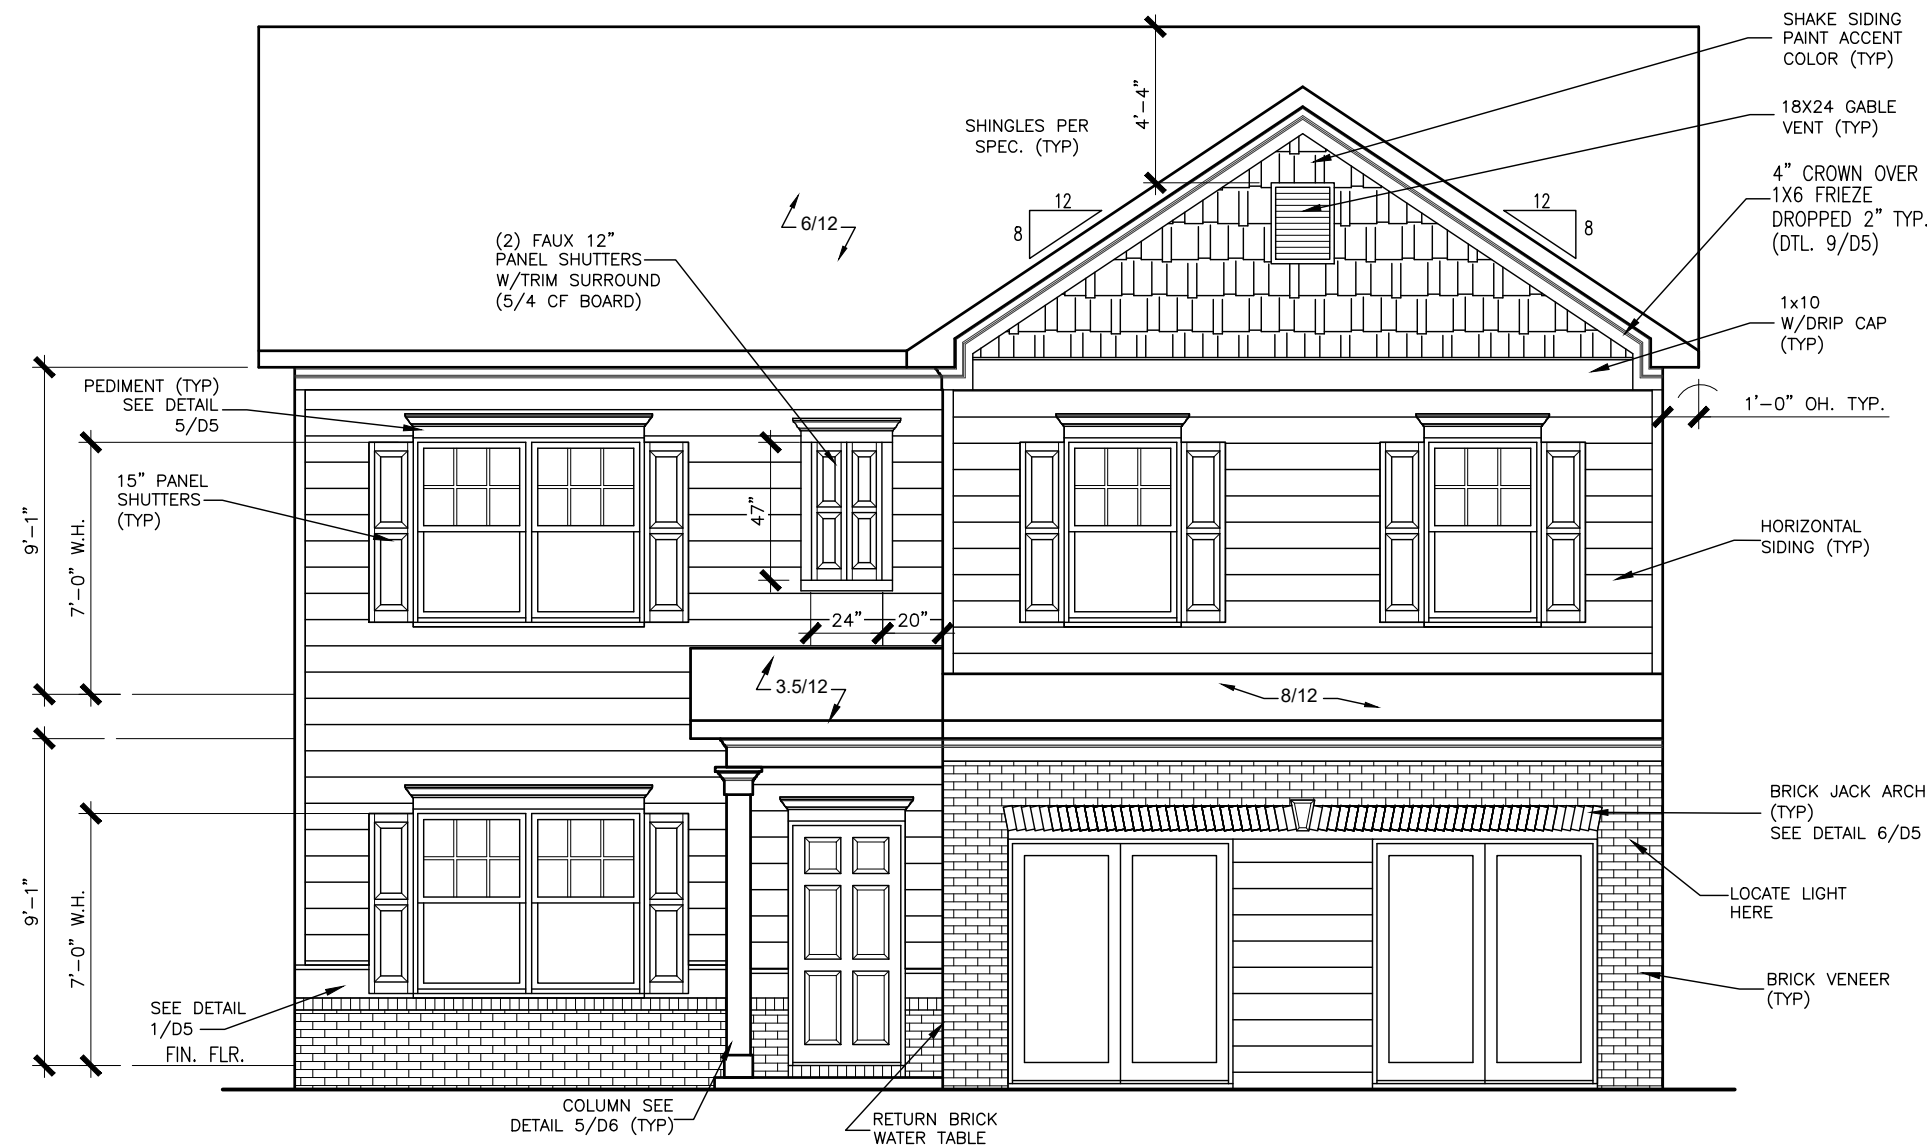 SHAKE SIDING
PAINT ACCENT
COLOR (TYP)
4'-4"
18X24 GABLE
VENT (TYP)
SHINGLES PER
SPEC. (TYP)
4" CROWN OVER
1X6 FRIEZE
DROPPED 2" TYP.
(DTL. 9/D5)
12
8
12
8
6/12
(2) FAUX 12"
PANEL SHUTTERS
W/TRIM SURROUND
(5/4 CF BOARD)
1x10
W/DRIP CAP
(TYP)
PEDIMENT (TYP)
SEE DETAIL
5/D5
1'-0" OH. TYP.
15" PANEL
SHUTTERS
(TYP)
9'-1"
7'-0" W.H.
47"
HORIZONTAL
SIDING (TYP)
24"
20"
3.5/12
8/12
BRICK JACK ARCH
(TYP)
SEE DETAIL 6/D5
9'-1"
7'-0" W.H.
LOCATE LIGHT
HERE
BRICK VENEER
(TYP)
SEE DETAIL
1/D5
FIN. FLR.
COLUMN SEE
DETAIL 5/D6 (TYP)
RETURN BRICK
WATER TABLE